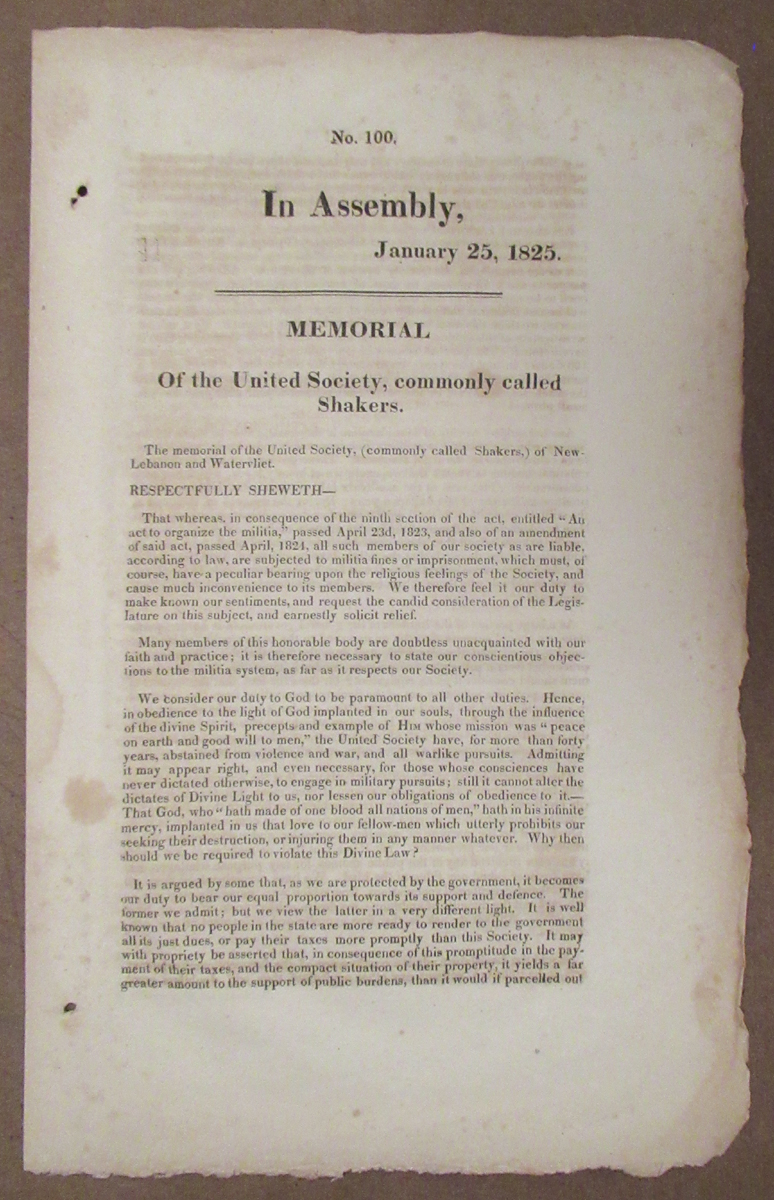 No. 100.
In Assembly,
January 25, 1825.
MEMORIAL
Of the United Society, commonly called
Shakers.
The memorial of the United Society, (commonly called Shakers,) of New-
Lebanon and Watervliet.
RESPECTFULLY SHEWETH—
That whereas, in consequence of the ninth section of the act, entitled “An
act to organize the militia,” passed April 23d, 1823, and also of an amendment
of said act, passed April, 1824, all such members of our society as are liable,
according to law, are subjected to militia fines or imprisonment, which must, of
course, have a peculiar bearing upon the religious feelings of the Society, and
cause much inconvenience to its members. We therefore feel it our duty to
make known our sentiments, and request the candid consideration of the Legis-
lature on this subject, and earnestly solicit relief.
Many members of this honorable body are doubtless unacquainted with our
faith and practice; it is therefore necessary to state our conscientious objec-
tions to the militia system, as far as it respects our Society.
We consider our duty to God to be paramount to all other duties. Hence,
in obedience to the light of God implanted in our souls, through the influence
of the divine Spirit, precepts and example of HIM whose mission was “peace
on earth and good will to men,” the United Society have, for more than forty
years, abstained from violence and war, and all warlike pursuits. Admitting
it may appear right, and even necessary, for those whose consciences have
never dictated otherwise, to engage in military pursuits; still it cannot alter the
dictates of Divine Light to us, nor lessen our obligations of obedience to it.—
That God, who “hath made of one blood all nations of men,” hath in his infinite
mercy, implanted in us that love to our fellow-men which utterly prohibits our
seeking their destruction, or injuring them in any manner whatever. Why then
should we be required to violate this Divine Law?
It is argued by some that, as we are protected by the government, it becomes
our duty to bear our equal proportion towards its support and defence. The
former we admit; but we view the latter in a very different light. It is well
known that no people in the state are more ready to render to the government
all its just dues, or pay their taxes more promptly than this Society. It may
with propriety be asserted that, in consequence of this promptitude in the pay-
ment of their taxes, and the compact situation of their property, it yields a far
greater amount to the support of public burdens, than it would if parcelled out